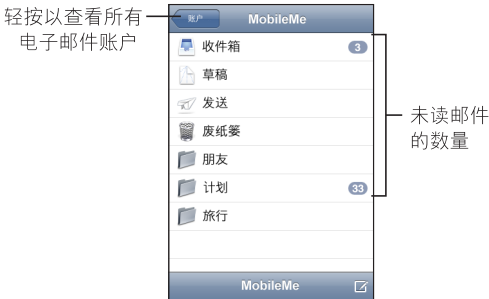 轻按以查看所有
电子邮件账户
账户
MobileMe
收件箱
3
草稿
发送
废纸篓
朋友
计划
33
旅行
未读邮件
的数量
MobileMe